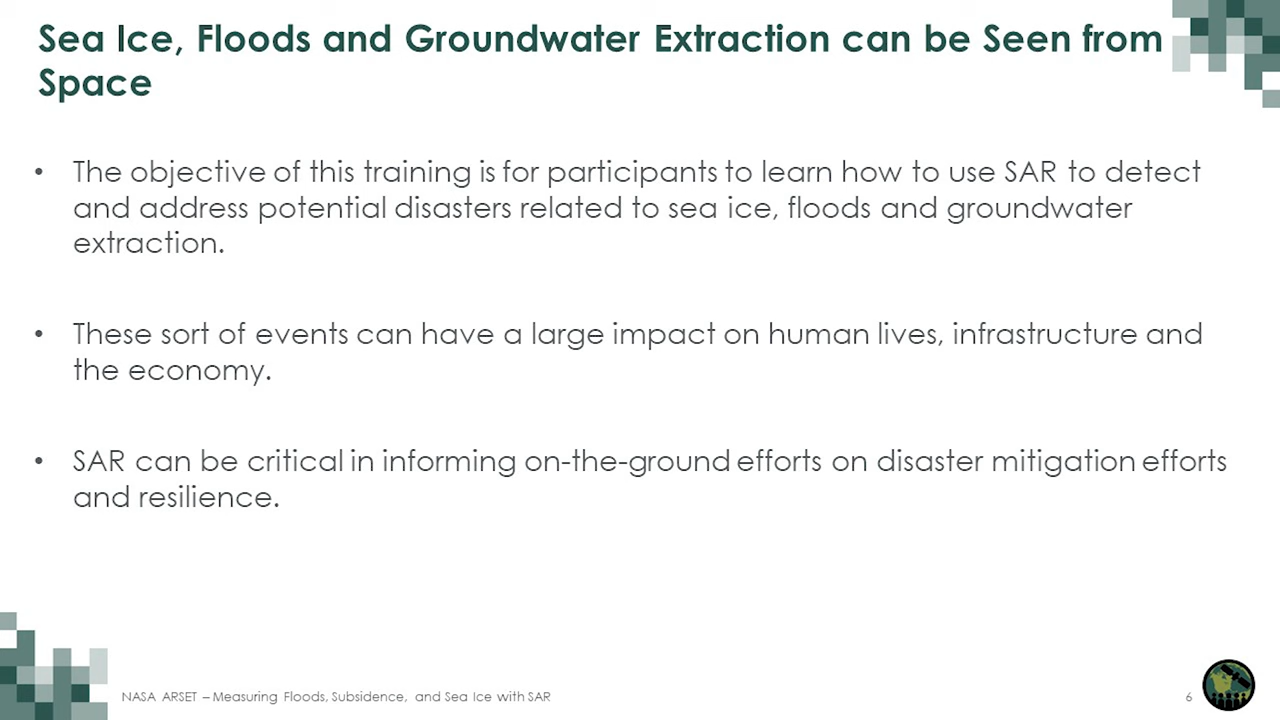 Sea Ice, Floods and Groundwater Extraction can be Seen from
Space
• The objective of this training is for participants to learn how to use SAR to detect
and address potential disasters related to sea ice, floods and groundwater
extraction.
• These sort of events can have a large impact on human lives, infrastructure and
the economy.
• SAR can be critical in informing on-the-ground efforts on disaster mitigation efforts
and resilience.
NASA ARSET – Measuring Floods, Subsidence, and Sea Ice with SAR
6